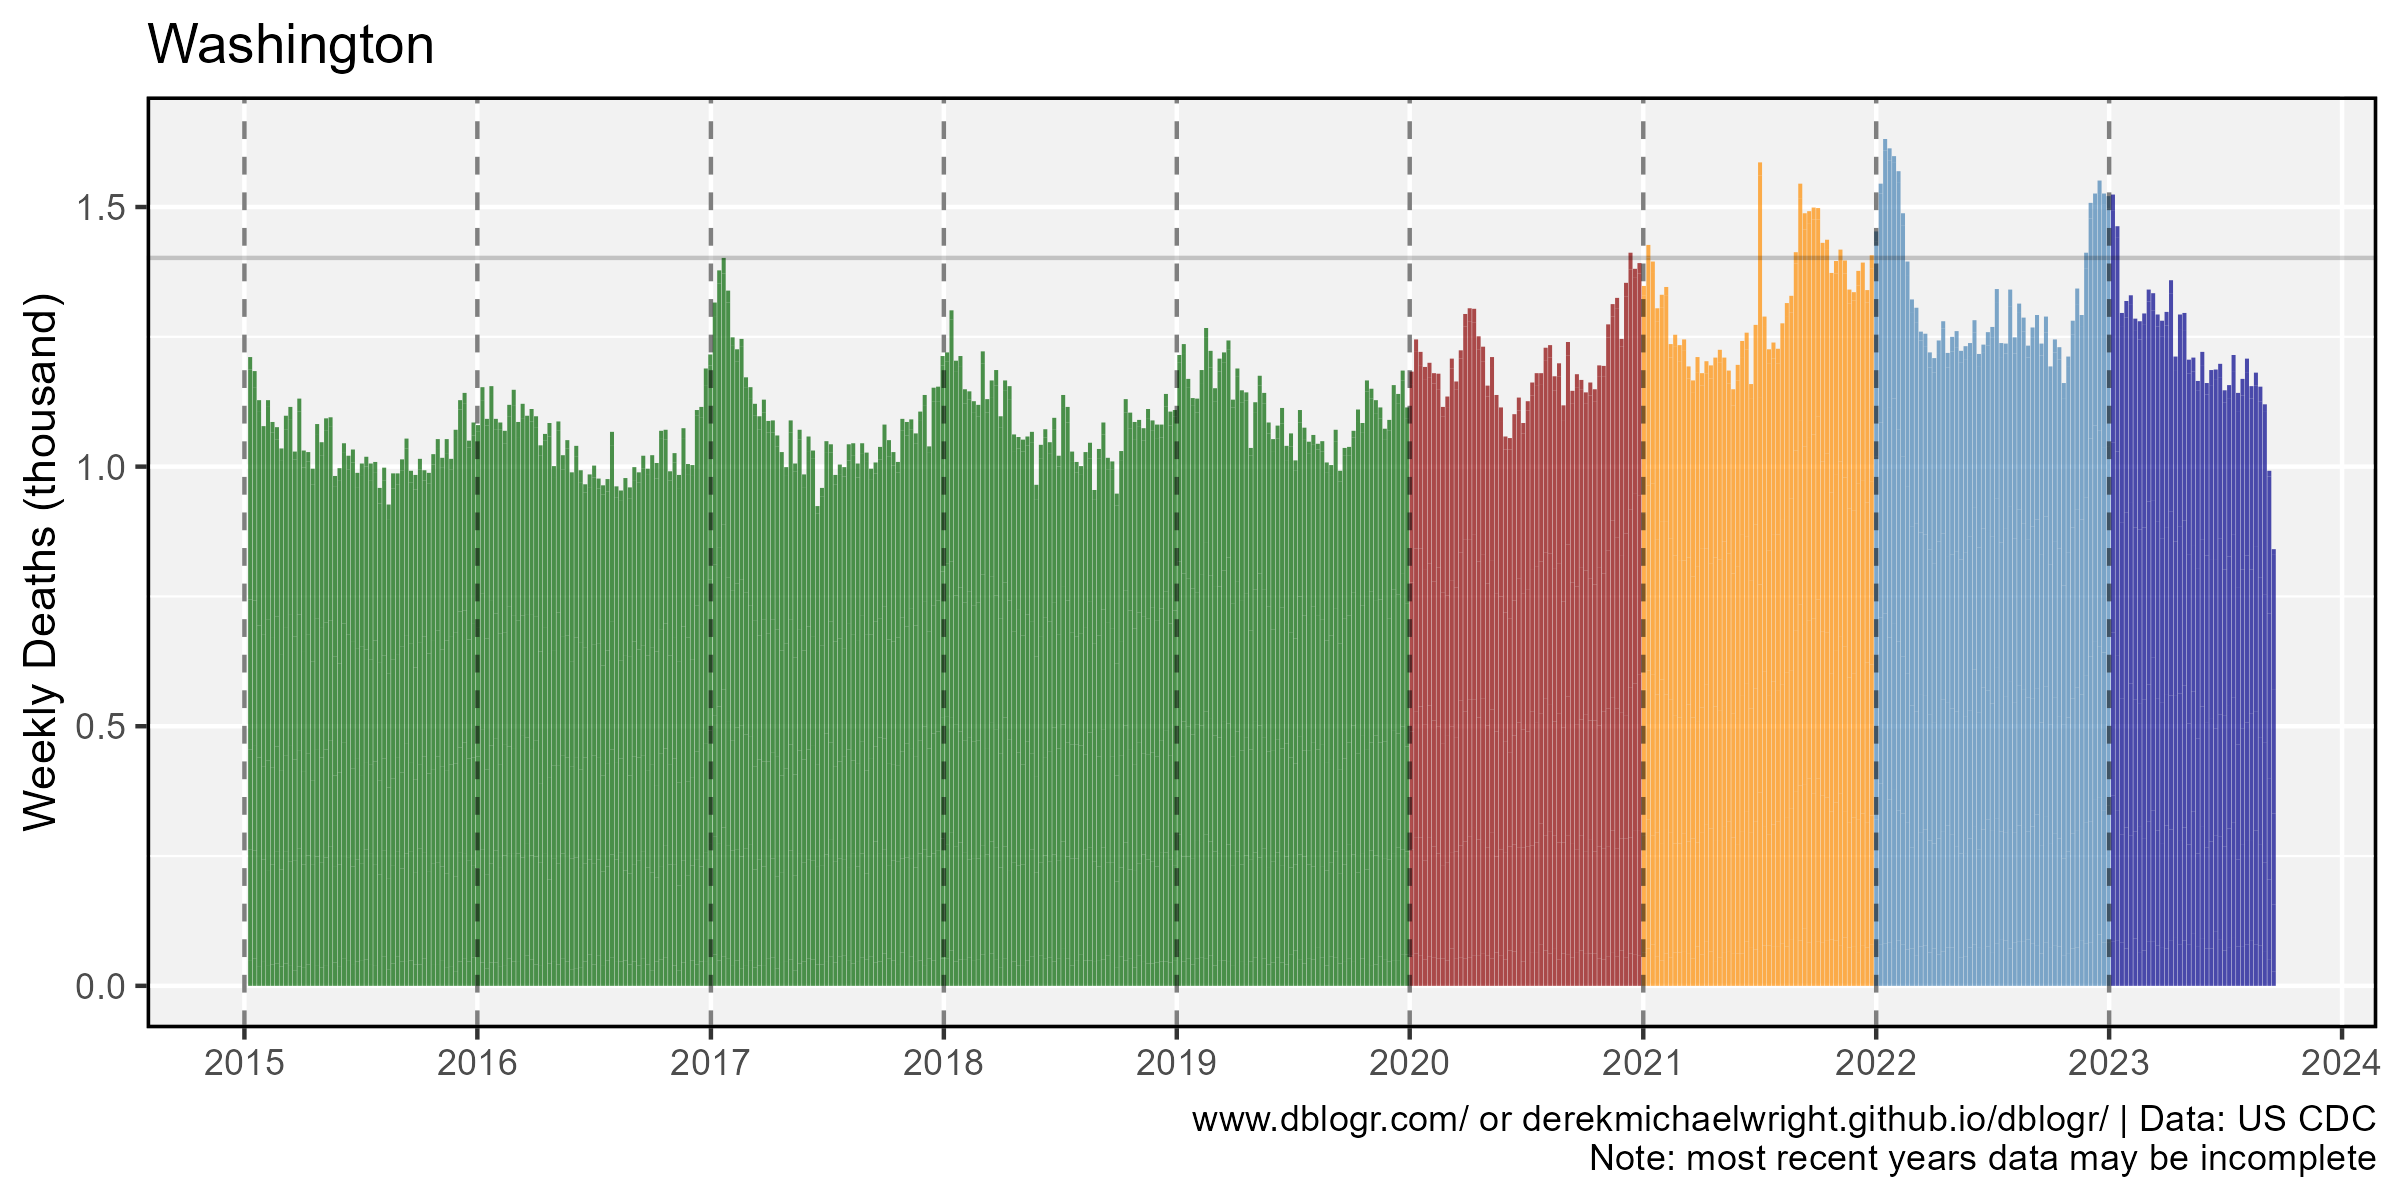 Washington
Weekly Deaths (thousand)
1.5
1.0
0.5
0.0
2015 2016 2017 2018 2019 2020 2021 2022 2023 2024
www.dblogr.com/ or derekmichaelwright.github.io/dblogr/ | Data: US CDC
Note: most recent years data may be incomplete